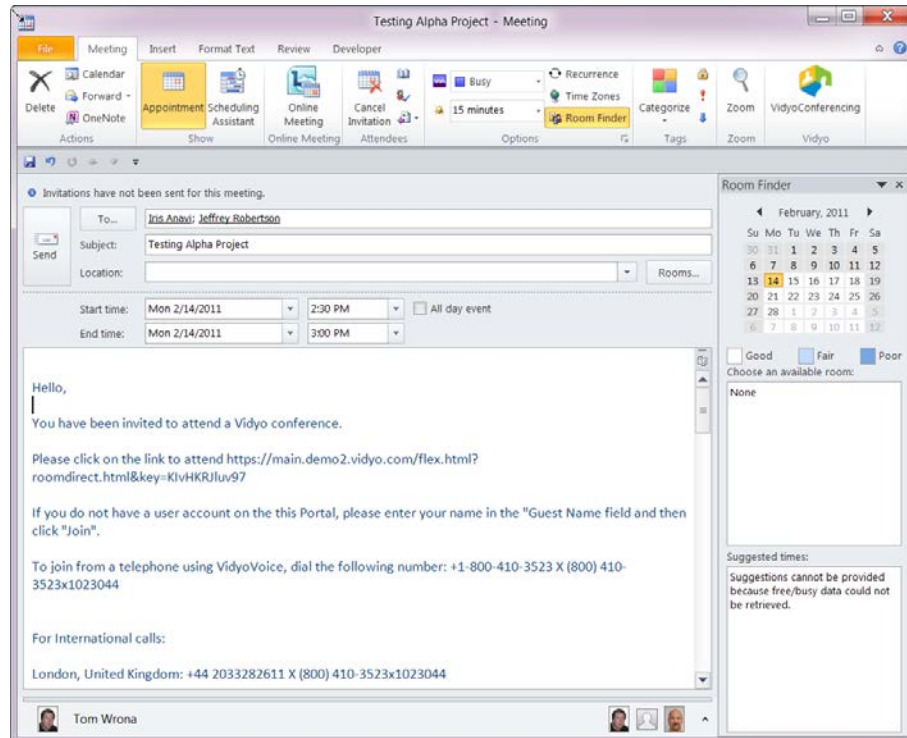 Testing Alpha Project - Meeting
File Meeting Insert Format Text Review Developer
Delete
Calendar
Forward
OneNote
Actions
Appointment
Scheduling Assistant
Show
Online Meeting
Online Meeting
Cancel Invitation
Attendees
Busy
15 minutes
Recurrence
Time Zones
Room Finder
Options
Categorize
Tags
Zoom
Zoom
VidyoConferencing
Vidyo
Invitations have not been sent for this meeting.
Send
To... Iris Anavi; Jeffrey Robertson
Subject: Testing Alpha Project
Location: Rooms...
Start time: Mon 2/14/2011 2:30 PM All day event
End time: Mon 2/14/2011 3:00 PM
Hello,
You have been invited to attend a Vidyo conference.
Please click on the link to attend https://main.demo2.vidyo.com/flex.html?
roomdirect.html&key=KIvHKRJluv97
If you do not have a user account on the this Portal, please enter your name in the "Guest Name field and then
click "Join".
To join from a telephone using VidyoVoice, dial the following number: +1-800-410-3523 X (800) 410-
3523x1023044
For International calls:
London, United Kingdom: +44 2033282611 X (800) 410-3523x1023044
Tom Wrona
Room Finder
February, 2011
Su Mo Tu We Th Fr Sa
30 31 1 2 3 4 5
6 7 8 9 10 11 12
13 14 15 16 17 18 19
20 21 22 23 24 25 26
27 28 1 2 3 4 5
6 7 8 9 10 11 12
Good Fair Poor
Choose an available room:
None
Suggested times:
Suggestions cannot be provided
because free/busy data could not
be retrieved.